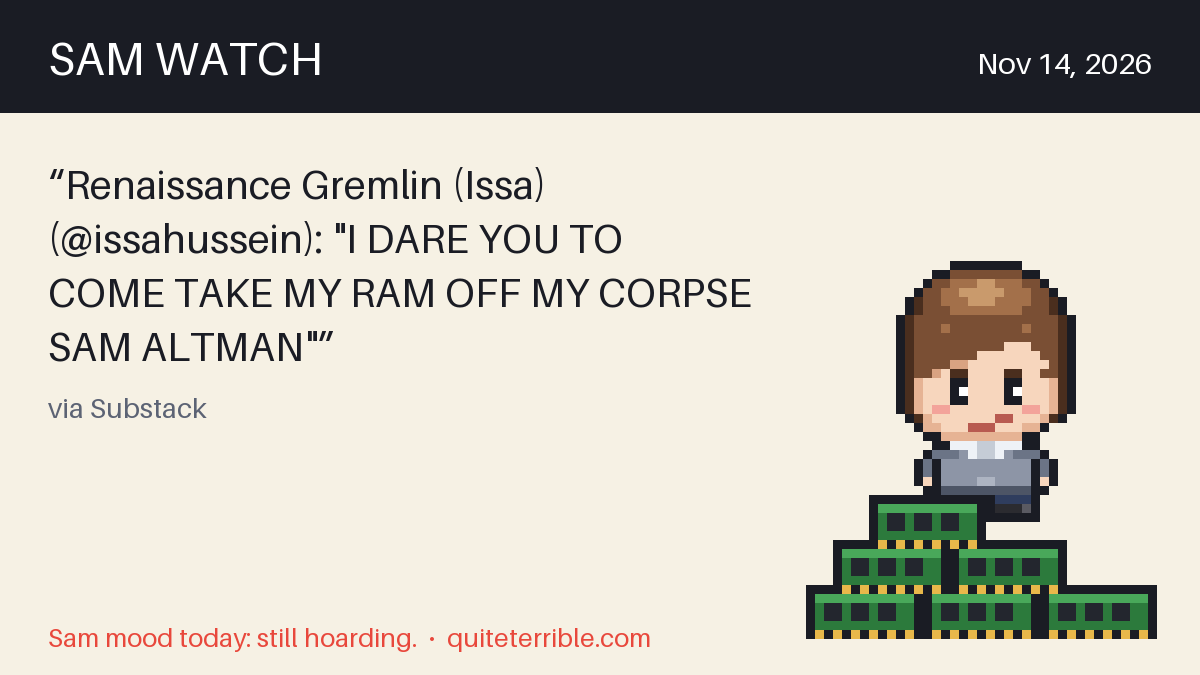 SAM WATCH
Nov 14, 2026
“Renaissance Gremlin (Issa)
(@issahussein): "I DARE YOU TO
COME TAKE MY RAM OFF MY CORPSE
SAM ALTMAN"”
via Substack
Sam mood today: still hoarding. · quiteterrible.com